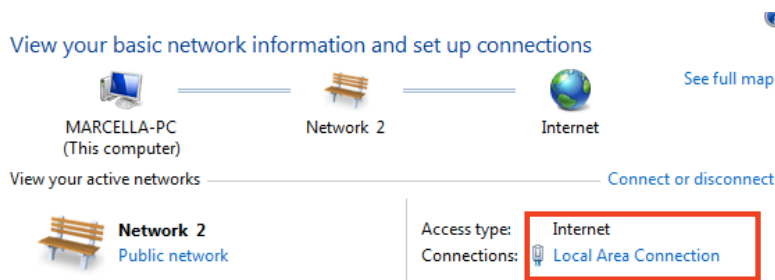 View your basic network information and set up connections
See full map
MARCELLA-PC
(This computer)
Network 2
Internet
View your active networks
Connect or disconnect
Network 2
Public network
Access type: Internet
Connections: Local Area Connection